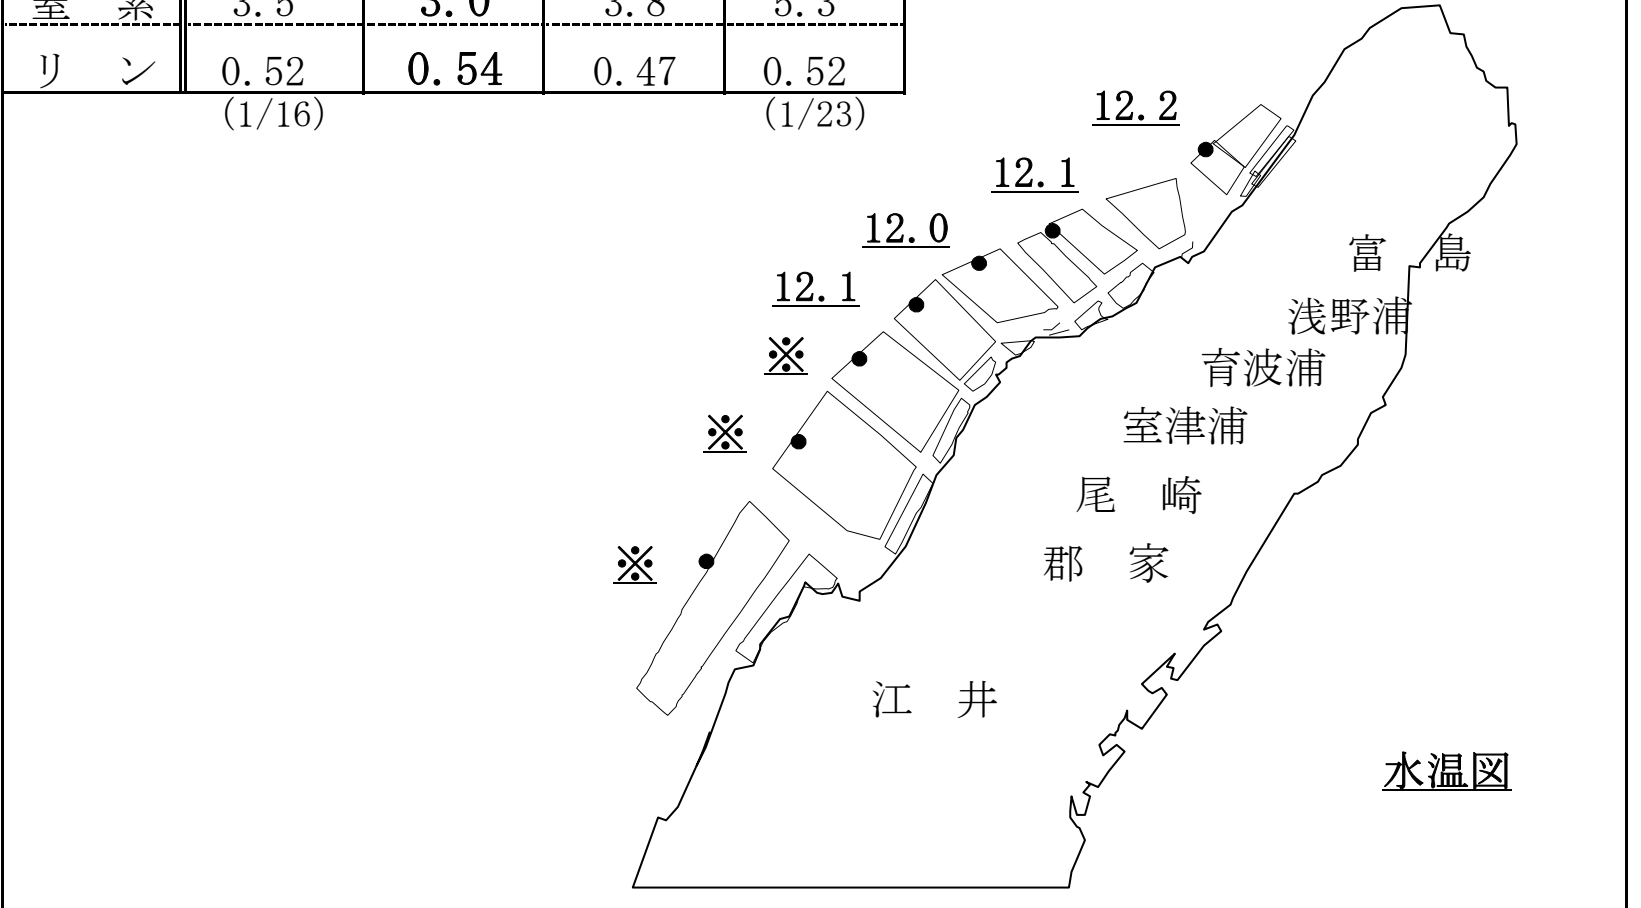 窒 素 3.5 3.0 3.8 5.3
リ ン 0.52 0.54 0.47 0.52
(1/16) (1/23)
12.2
12.1
12.0
12.1
※
※
※
富 島
浅野浦
育波浦
室津浦
尾 崎
郡 家
江 井
水温図